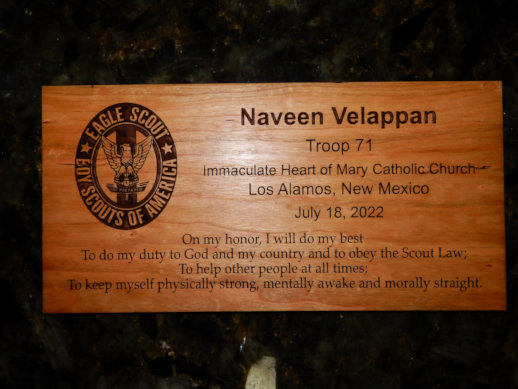 EAGLE SCOUT
BOY SCOUTS OF AMERICA
Naveen Velappan
Troop 71
Immaculate Heart of Mary Catholic Church
Los Alamos, New Mexico
July 18, 2022
On my honor, I will do my best
To do my duty to God and my country and to obey the Scout Law;
To help other people at all times;
To keep myself physically strong, mentally awake and morally straight.